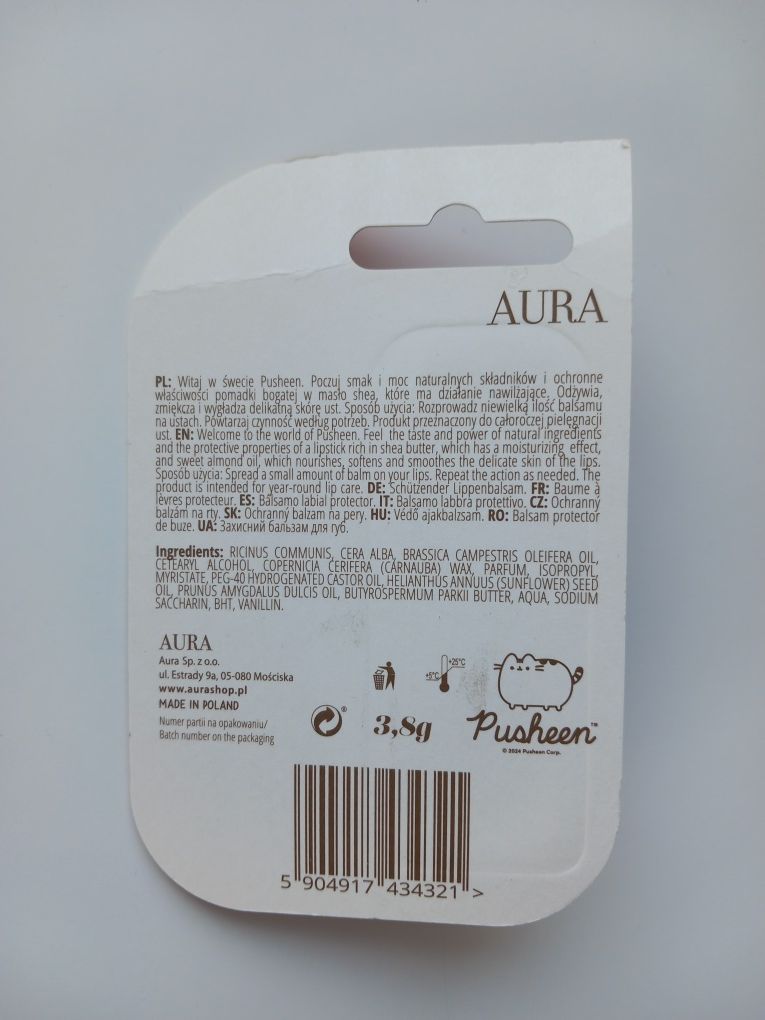 AURA
PL: Witaj w śwecie Pusheen. Poczuj smak i moc naturalnych składników i ochronne
właściwości pomadki bogatej w masło shea, które ma działanie nawilżające. Odżywia,
zmiękcza i wygładza delikatną skórę ust. Sposób użycia: Rozprowadź niewielką ilość balsamu
na ustach. Powtarzaj czynność według potrzeb. Produkt przeznaczony do całorocznej pielęgnacji
ust. EN: Welcome to the world of Pusheen. Feel the taste and power of natural ingredients
and the protective properties of a lipstick rich in shea butter, which has a moisturizing effect,
and sweet almond oil, which nourishes, softens and smoothes the delicate skin of the lips.
Sposób użycia: Spread a small amount of balm on your lips. Repeat the action as needed. The
product is intended for year-round lip care. DE: Schützender Lippenbalsam. FR: Baume à
lèvres protecteur. ES: Bálsamo labial protector. IT: Balsamo labbra protettivo. CZ: Ochranný
balzám na rty. SK: Ochranný balzam na pery. HU: Védő ajakbalzsam. RO: Balsam protector
de buze. UA: Захисний бальзам для губ.
Ingredients: RICINUS COMMUNIS, CERA ALBA, BRASSICA CAMPESTRIS OLEIFERA OIL,
CETEARYL ALCOHOL, COPERNICIA CERIFERA (CARNAUBA) WAX, PARFUM, ISOPROPYL
MYRISTATE, PEG-40 HYDROGENATED CASTOR OIL, HELIANTHUS ANNUUS (SUNFLOWER) SEED
OIL, PRUNUS AMYGDALUS DULCIS OIL, BUTYROSPERMUM PARKII BUTTER, AQUA, SODIUM
SACCHARIN, BHT, VANILLIN.
AURA
Aura Sp. z o.o.
ul. Estrady 9a, 05-080 Mościska
www.aurashop.pl
MADE IN POLAND
Numer partii na opakowaniu/
Batch number on the packaging
+25°C
+5°C
3,8g
Pusheen™
© 2024 Pusheen Corp.
5 904917 434321 >